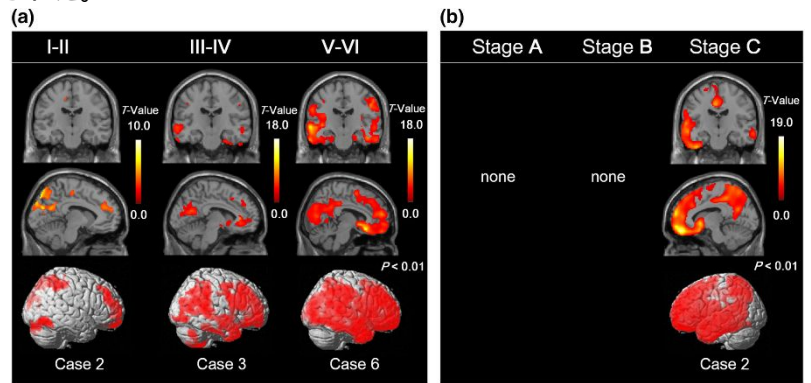 (a)
I-II III-IV V-VI
T-Value
10.0
0.0
T-Value
18.0
0.0
T-Value
18.0
0.0
P < 0.01
Case 2 Case 3 Case 6
(b)
Stage A Stage B Stage C
none none
T-Value
19.0
0.0
P < 0.01
Case 2